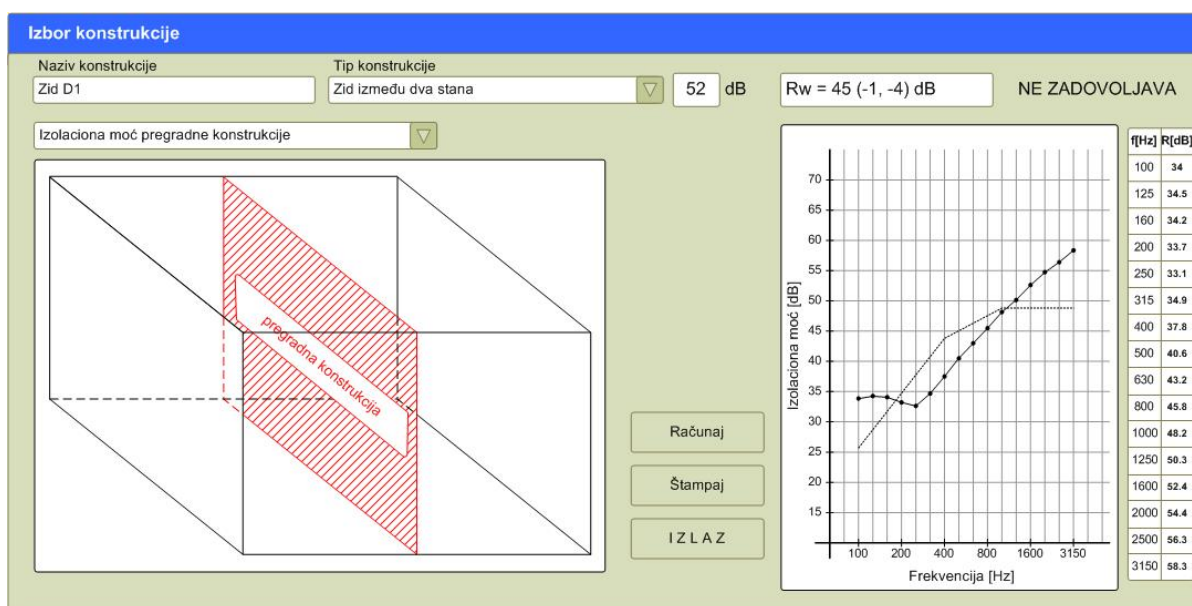 Izbor konstrukcije
Naziv konstrukcije
Tip konstrukcije
Zid D1
Zid između dva stana
52 dB
Rw = 45 (-1, -4) dB
NE ZADOVOLJAVA
Izolaciona moć pregradne konstrukcije
pregradna konstrukcija
Računaj
Štampaj
I Z L A Z
Izolaciona moć [dB]
70
65
60
55
50
45
40
35
30
25
20
15
100 200 400 800 1600 3150
Frekvencija [Hz]
f[Hz] R[dB]
100 34
125 34.5
160 34.2
200 33.7
250 33.1
315 34.9
400 37.8
500 40.6
630 43.2
800 45.8
1000 48.2
1250 50.3
1600 52.4
2000 54.4
2500 56.3
3150 58.3